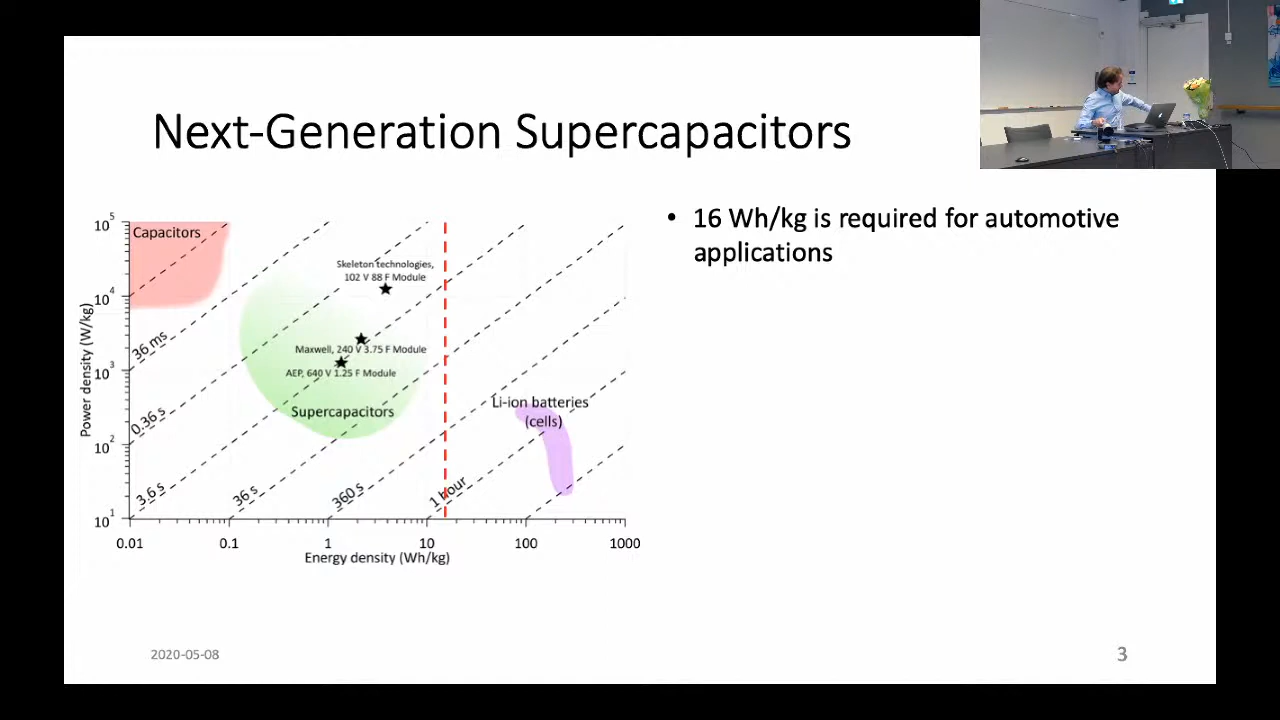 Next-Generation Supercapacitors
• 16 Wh/kg is required for automotive
applications
10⁵
10⁴
10³
10²
10¹
Power density (W/kg)
Capacitors
Skeleton technologies,
102 V 88 F Module
Maxwell, 240 V 3.75 F Module
AEP, 640 V 1.25 F Module
Supercapacitors
Li-ion batteries
(cells)
36 ms
0.36 s
3.6 s
36 s
360 s
1 hour
0.01 0.1 1 10 100 1000
Energy density (Wh/kg)
2020-05-08
3